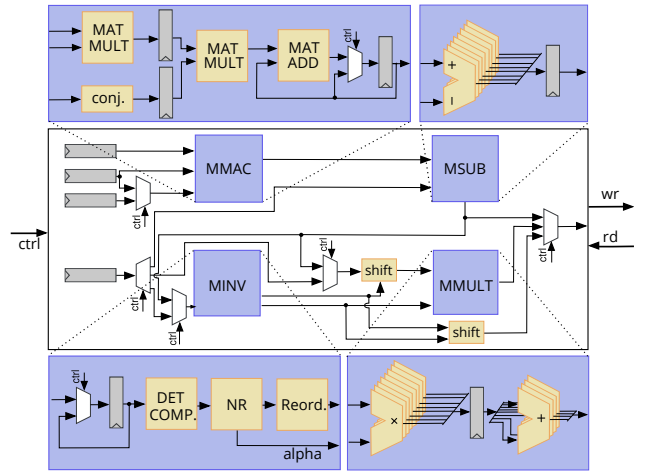 MAT
MULT
conj.
MAT
MULT
MAT
ADD
ctrl
+
-
MMAC
MSUB
ctrl
ctrl
wr
rd
ctrl
ctrl
shift
MINV
MMULT
ctrl
ctrl
shift
ctrl
DET
COMP.
NR
Reord.
alpha
×
+